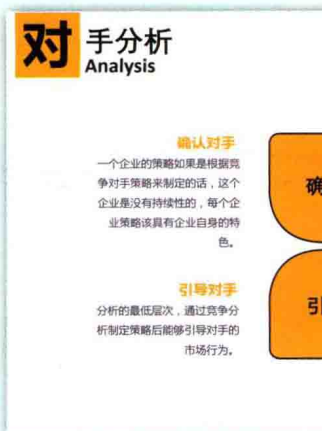 对手分析
Analysis
确认对手
一个企业的策略如果是根据竞
争对手策略来制定的话，这个
企业是没有持续性的，每个企
业策略该具有企业自身的特
色。
确
引导对手
分析的最低层次，通过竞争分
析制定策略后能够引导对手的
市场行为。
引